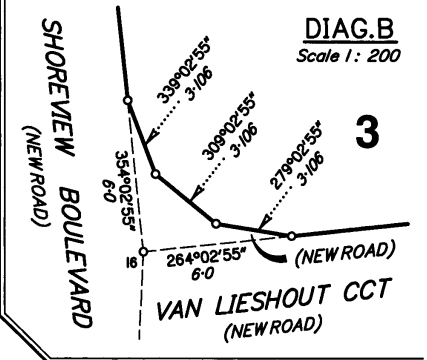 DIAG.B
Scale 1: 200
SHOREVIEW BOULEVARD
(NEW ROAD)
339°02'55"
3·106
309°02'55"
3·106
279°02'55"
3·106
3
354°02'55"
6·0
16
264°02'55"
6·0
(NEW ROAD)
VAN LIESHOUT CCT
(NEW ROAD)